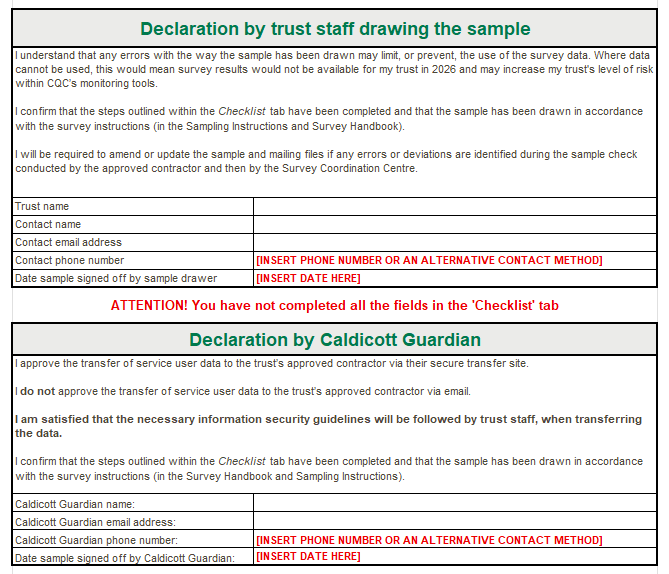 Declaration by trust staff drawing the sample
I understand that any errors with the way the sample has been drawn may limit, or prevent, the use of the survey data. Where data
cannot be used, this would mean survey results would not be available for my trust in 2026 and may increase my trust's level of risk
within CQC's monitoring tools.
I confirm that the steps outlined within the Checklist tab have been completed and that the sample has been drawn in accordance
with the survey instructions (in the Sampling Instructions and Survey Handbook).
I will be required to amend or update the sample and mailing files if any errors or deviations are identified during the sample check
conducted by the approved contractor and then by the Survey Coordination Centre.
Trust name
Contact name
Contact email address
Contact phone number [INSERT PHONE NUMBER OR AN ALTERNATIVE CONTACT METHOD]
Date sample signed off by sample drawer [INSERT DATE HERE]
ATTENTION! You have not completed all the fields in the 'Checklist' tab
Declaration by Caldicott Guardian
I approve the transfer of service user data to the trust's approved contractor via their secure transfer site.
I do not approve the transfer of service user data to the trust's approved contractor via email.
I am satisfied that the necessary information security guidelines will be followed by trust staff, when transferring
the data.
I confirm that the steps outlined within the Checklist tab have been completed and that the sample has been drawn in accordance
with the survey instructions (in the Survey Handbook and Sampling Instructions).
Caldicott Guardian name:
Caldicott Guardian email address:
Caldicott Guardian phone number: [INSERT PHONE NUMBER OR AN ALTERNATIVE CONTACT METHOD]
Date sample signed off by Caldicott Guardian: [INSERT DATE HERE]